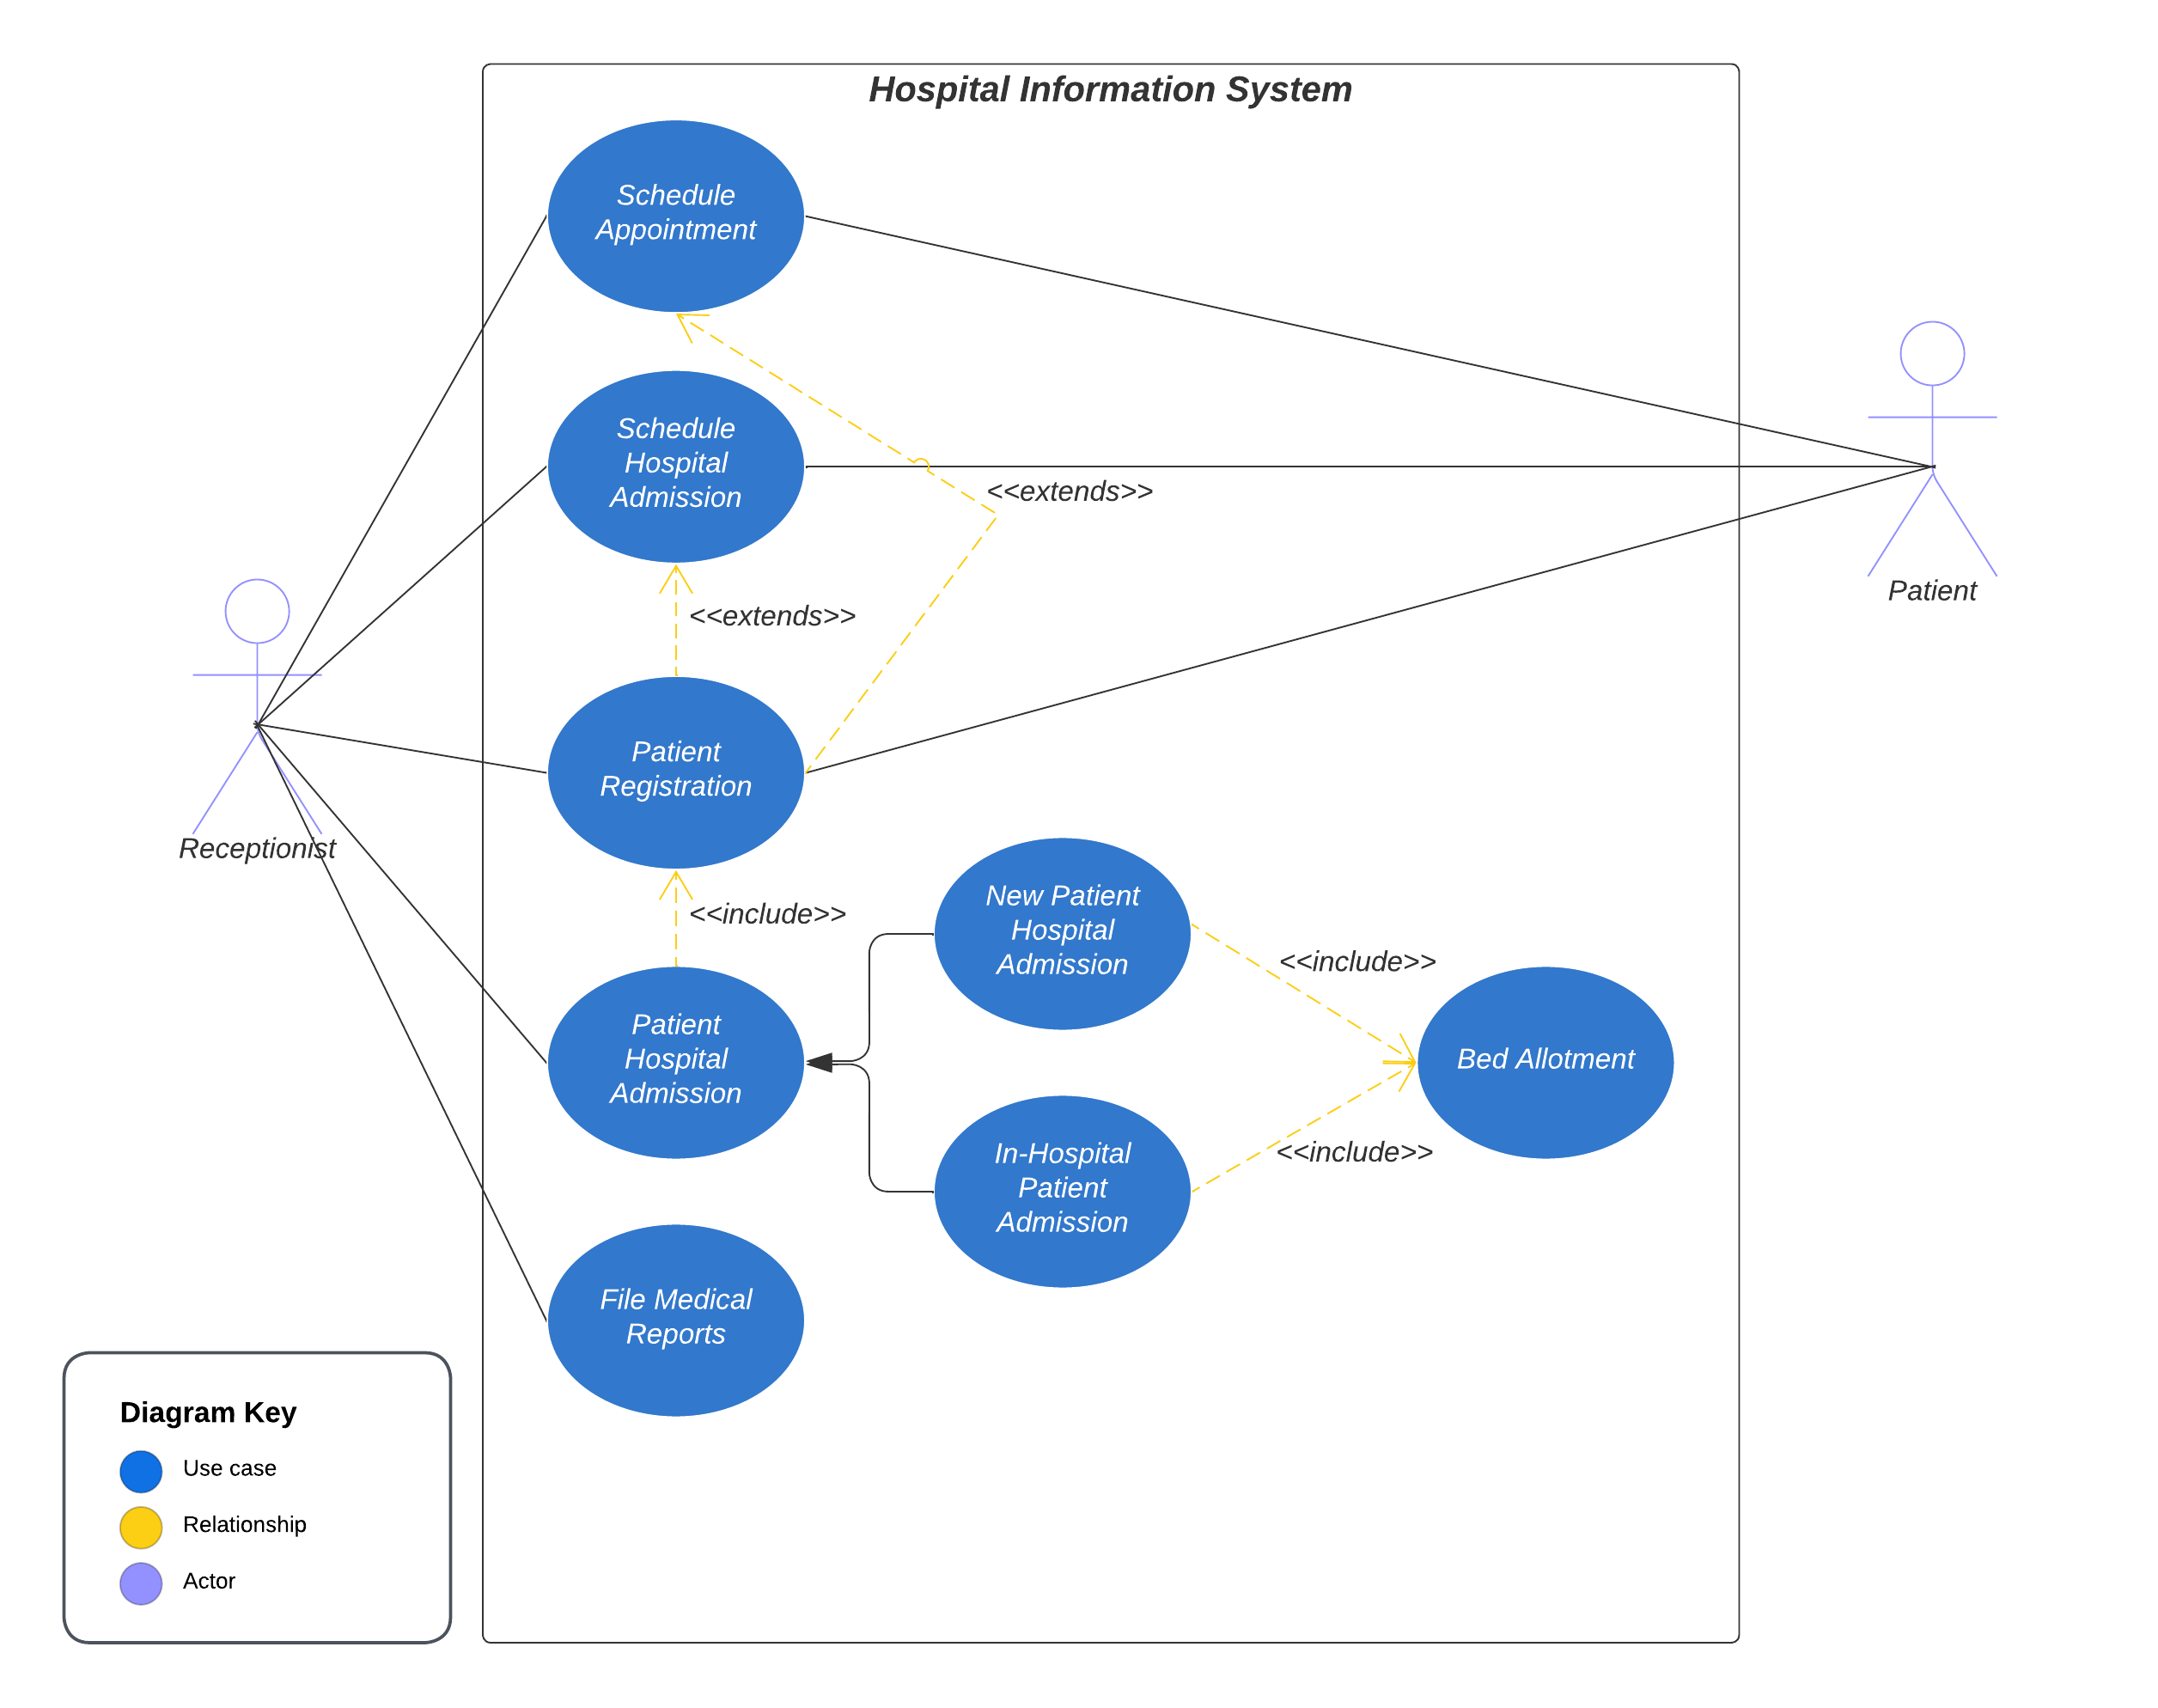 Hospital Information System
Schedule
Appointment
Schedule
Hospital
Admission
<<extends>>
Patient
<<extends>>
Patient
Registration
Receptionist
<<include>>
New Patient
Hospital
Admission
<<include>>
Patient
Hospital
Admission
Bed Allotment
In-Hospital
Patient
Admission
<<include>>
File Medical
Reports
Diagram Key
Use case
Relationship
Actor